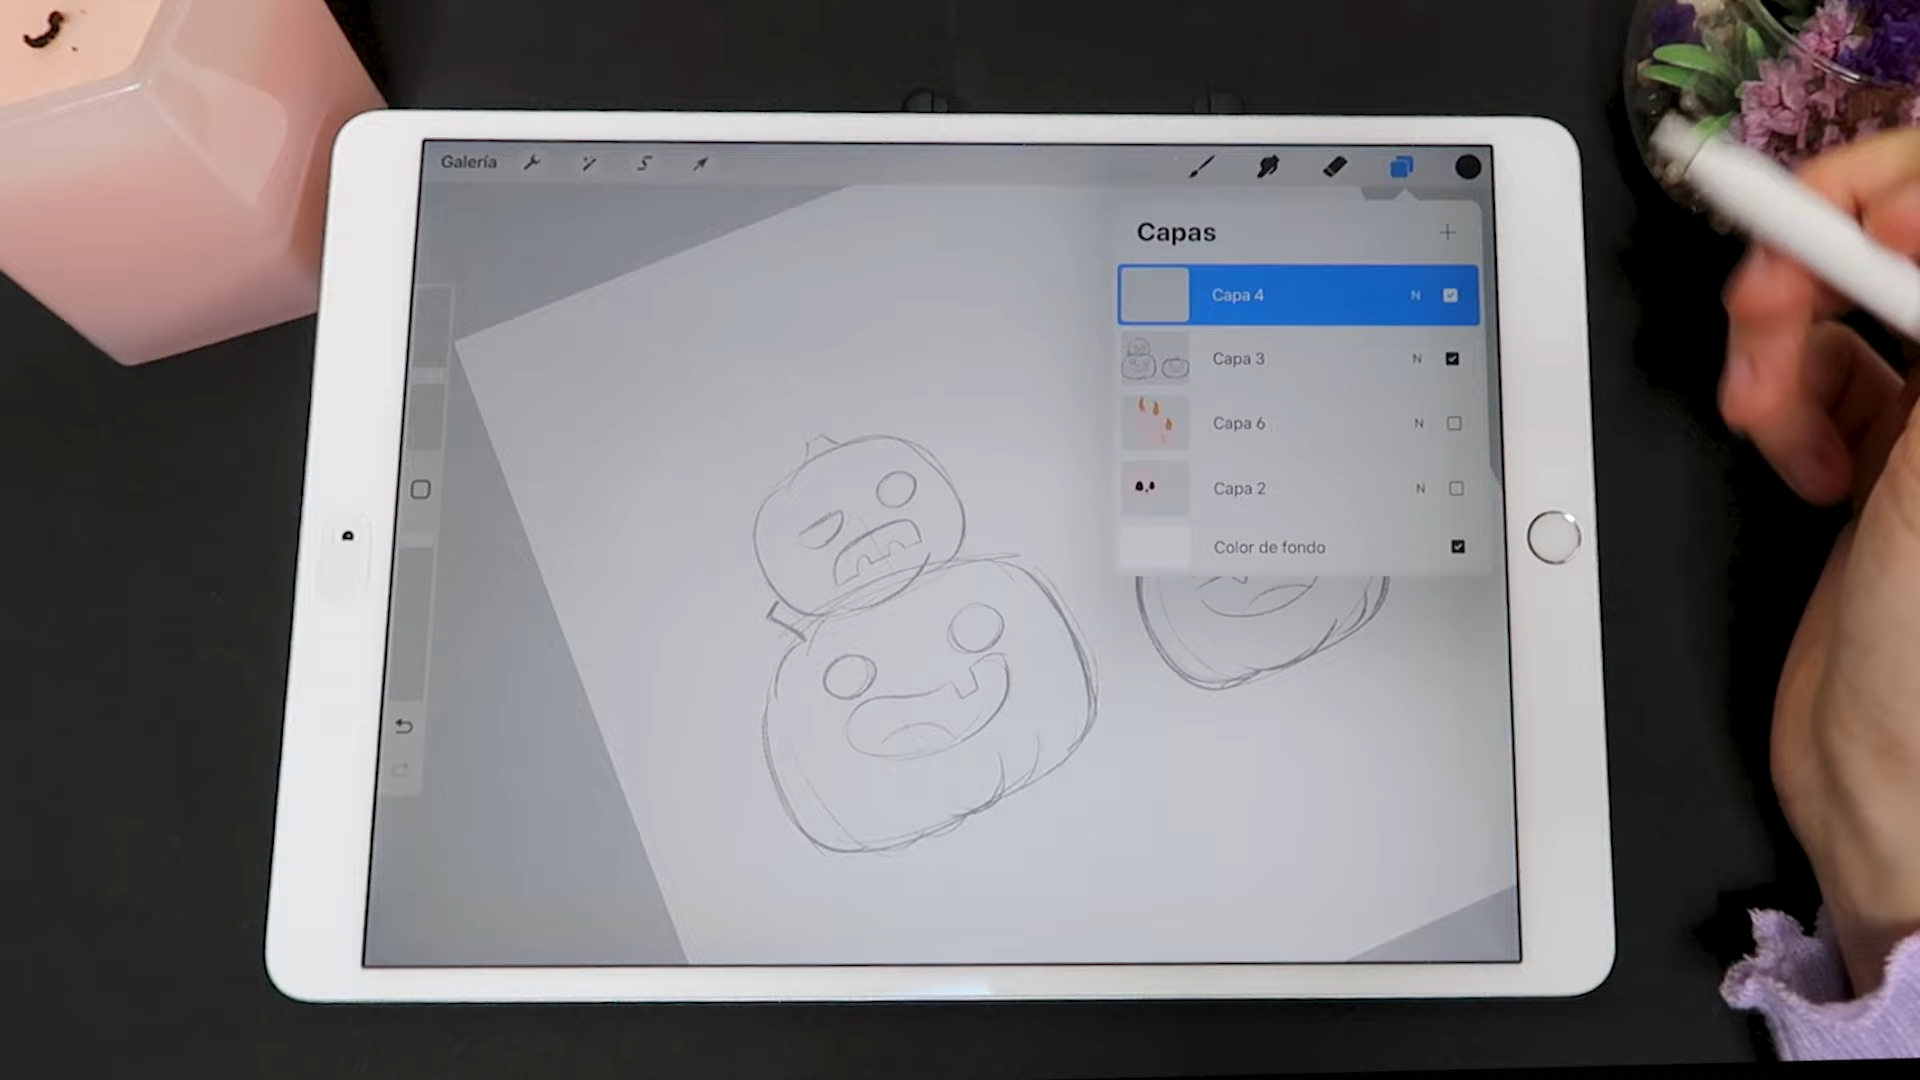 Galería
Capas
Capa 4 N
Capa 3 N
Capa 6 N
Capa 2 N
Color de fondo